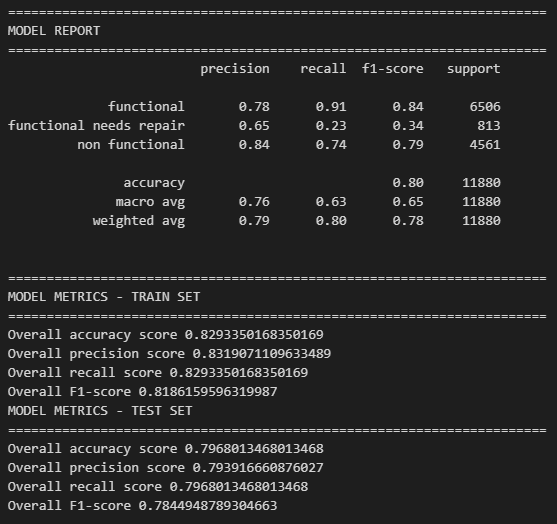 ======================================================================
MODEL REPORT
======================================================================
                         precision    recall  f1-score   support

             functional       0.78      0.91      0.84      6506
functional needs repair       0.65      0.23      0.34       813
         non functional       0.84      0.74      0.79      4561

               accuracy                           0.80     11880
              macro avg       0.76      0.63      0.65     11880
           weighted avg       0.79      0.80      0.78     11880

======================================================================
MODEL METRICS - TRAIN SET
======================================================================
Overall accuracy score 0.8293350168350169
Overall precision score 0.8319071109633489
Overall recall score 0.8293350168350169
Overall F1-score 0.8186159596319987
MODEL METRICS - TEST SET
======================================================================
Overall accuracy score 0.7968013468013468
Overall precision score 0.793916660876027
Overall recall score 0.7968013468013468
Overall F1-score 0.7844948789304663